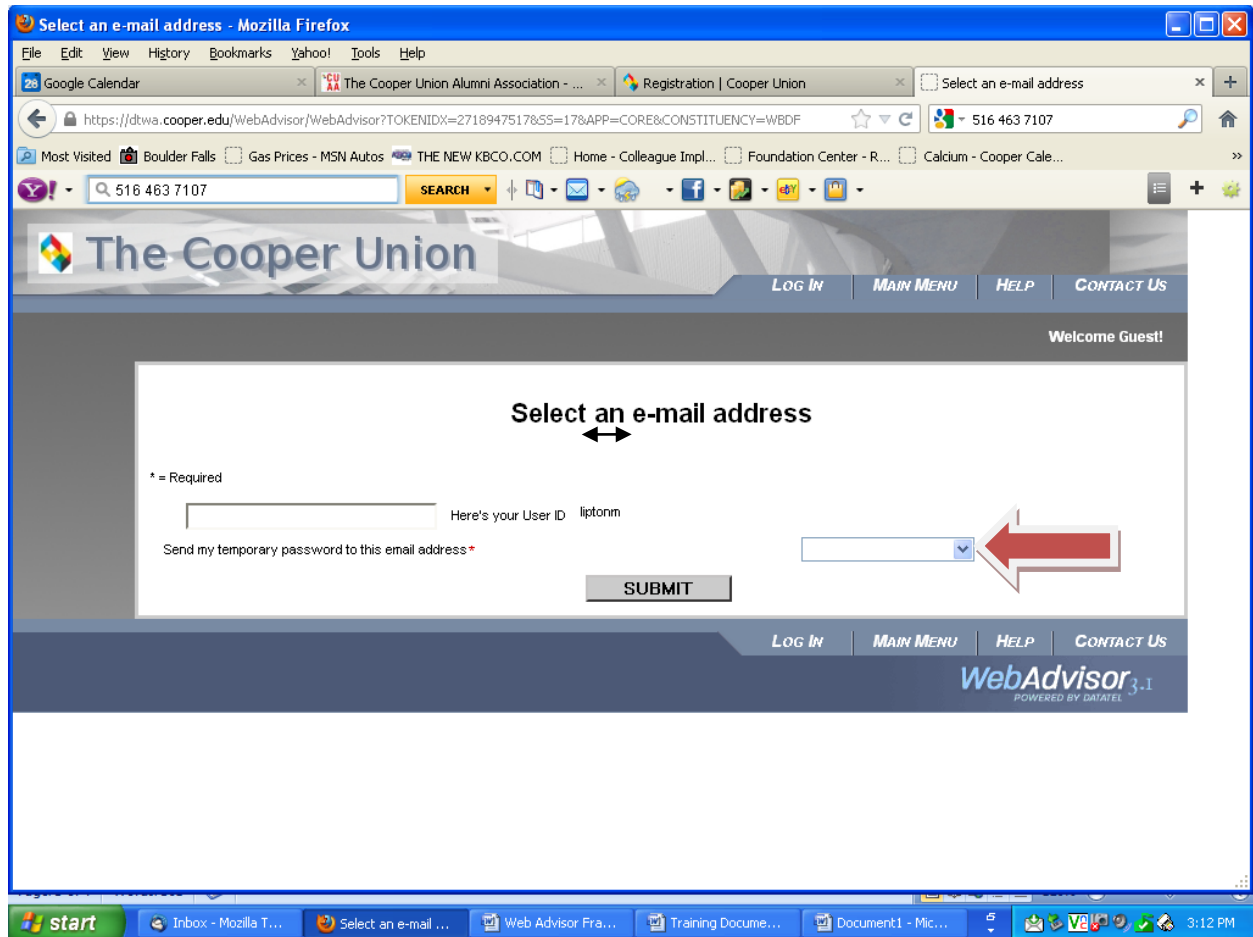 Select an e-mail address - Mozilla Firefox
File Edit View History Bookmarks Yahoo! Tools Help
28 Google Calendar
CU AA The Cooper Union Alumni Association - ...
Registration | Cooper Union
Select an e-mail address
https://dtwa.cooper.edu/WebAdvisor/WebAdvisor?TOKENIDX=2718947517&SS=17&APP=CORE&CONSTITUENCY=WBDF
516 463 7107
Most Visited Boulder Falls Gas Prices - MSN Autos THE NEW KBCO.COM Home - Colleague Impl... Foundation Center - R... Calcium - Cooper Cale... »
Y! 516 463 7107 SEARCH
The Cooper Union
LOG IN MAIN MENU HELP CONTACT US
Welcome Guest!
Select an e-mail address
* = Required
Here's your User ID liptonm
Send my temporary password to this email address*
SUBMIT
LOG IN MAIN MENU HELP CONTACT US
WebAdvisor 3.1
POWERED BY DATATEL
start Inbox - Mozilla T... Select an e-mail ... Web Advisor Fra... Training Docume... Document1 - Mic... 5 3:12 PM